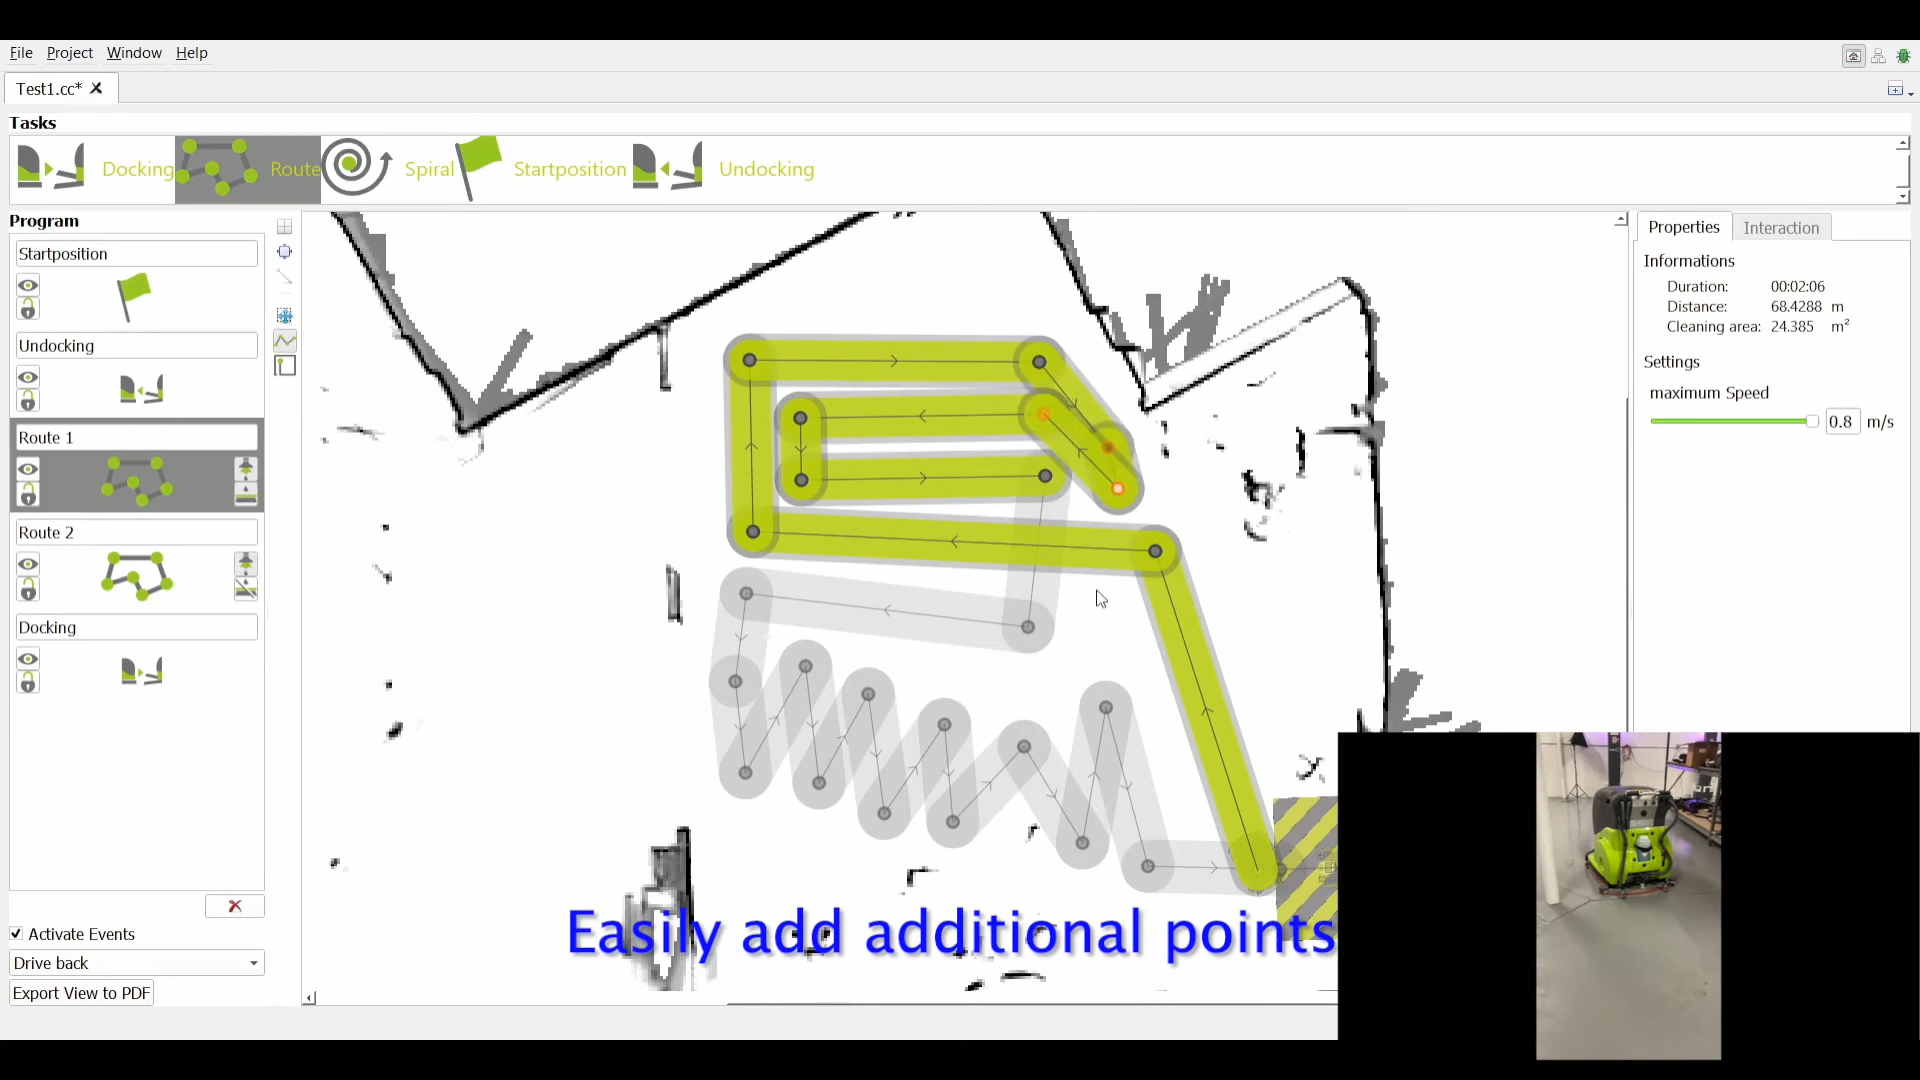 File Project Window Help
Test1.cc*
Tasks
Docking Route Spiral Startposition Undocking
Program
Startposition
Undocking
Route 1
Route 2
Docking
Activate Events
Drive back
Export View to PDF
Properties Interaction
Informations
Duration: 00:02:06
Distance: 68.4288 m
Cleaning area: 24.385 m²
Settings
maximum Speed
0.8 m/s
Easily add additional points